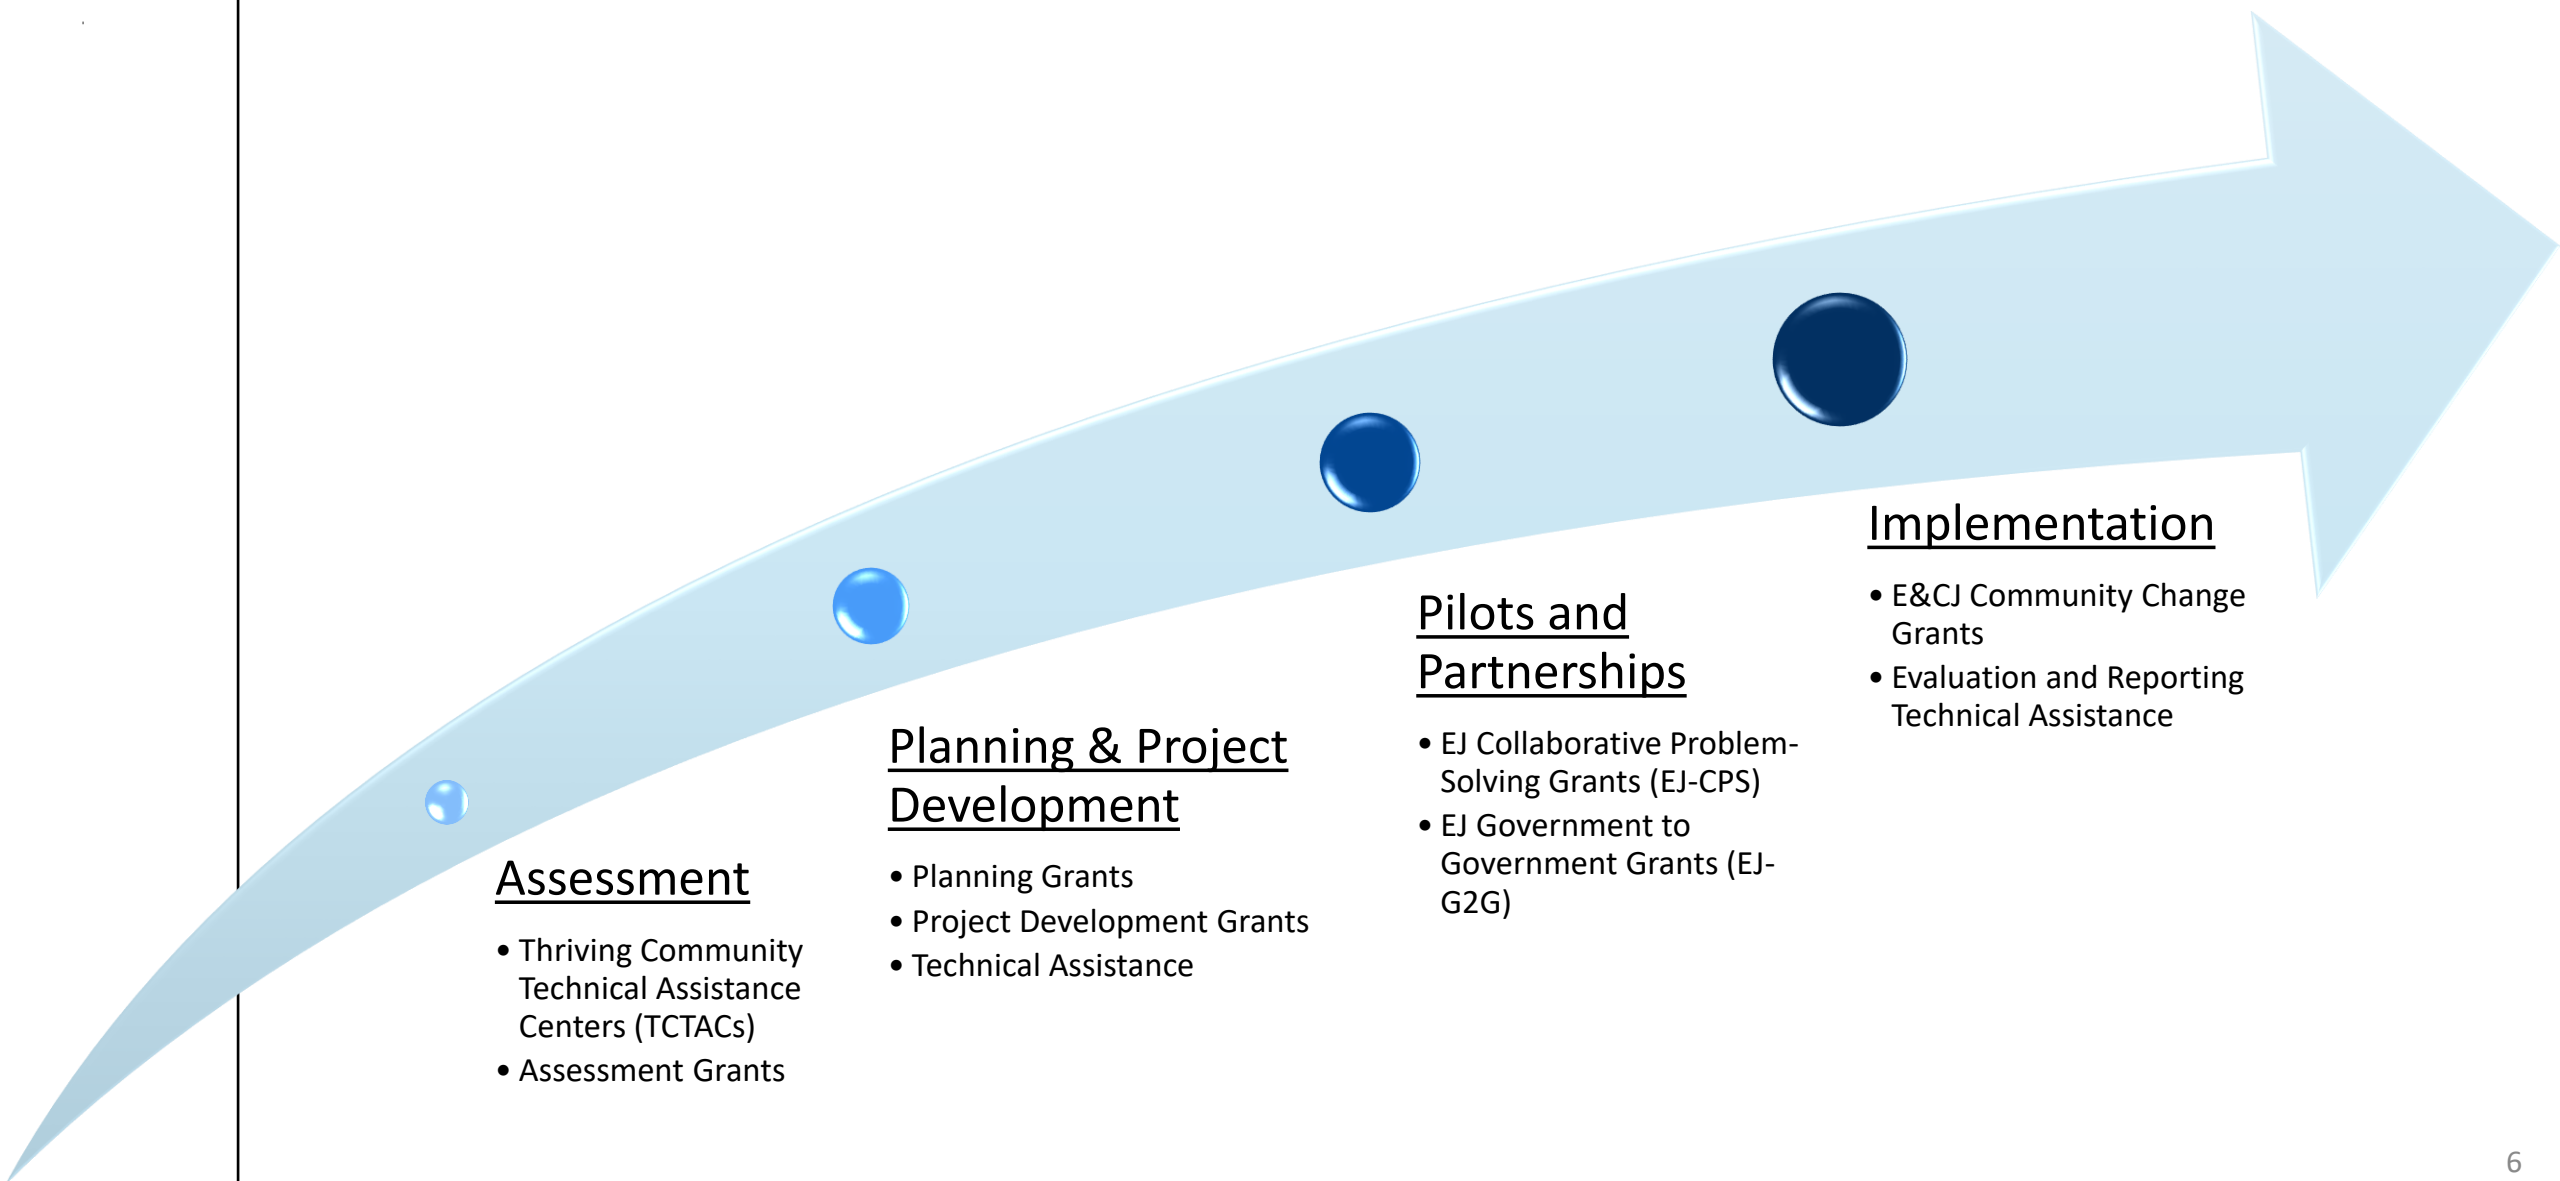 Assessment
• Thriving Community
Technical Assistance
Centers (TCTACs)
• Assessment Grants
Planning & Project
Development
• Planning Grants
• Project Development Grants
• Technical Assistance
Pilots and
Partnerships
• EJ Collaborative Problem-
Solving Grants (EJ-CPS)
• EJ Government to
Government Grants (EJ-
G2G)
Implementation
• E&CJ Community Change
Grants
• Evaluation and Reporting
Technical Assistance
6